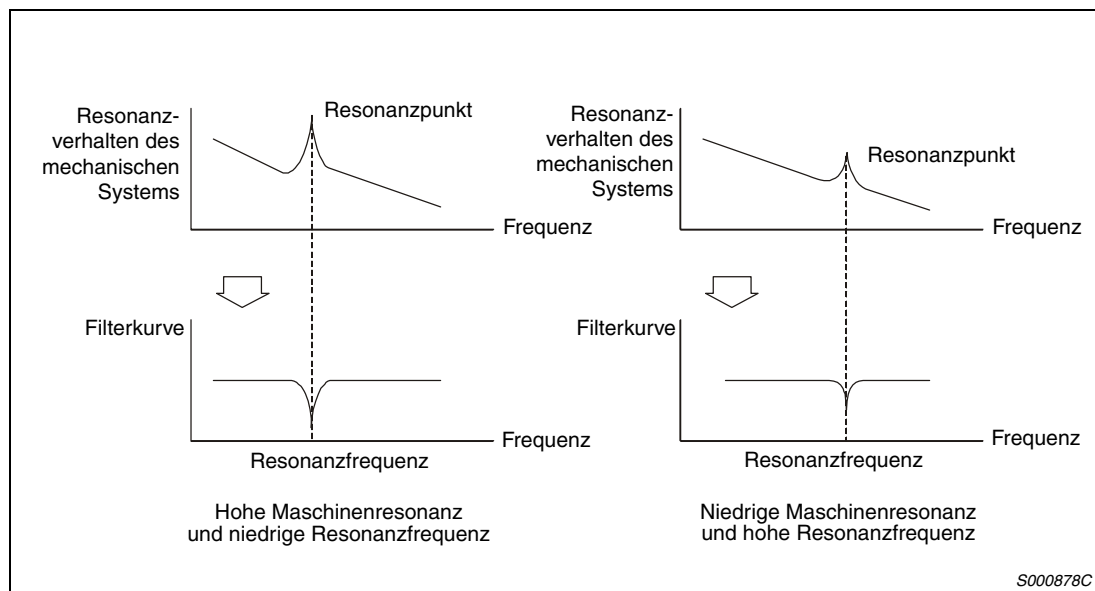 Resonanz-
verhalten des
mechanischen
Systems
Resonanzpunkt
Frequenz
Filterkurve
Frequenz
Resonanzfrequenz
Hohe Maschinenresonanz
und niedrige Resonanzfrequenz
Resonanz-
verhalten des
mechanischen
Systems
Resonanzpunkt
Frequenz
Filterkurve
Frequenz
Resonanzfrequenz
Niedrige Maschinenresonanz
und hohe Resonanzfrequenz
S000878C